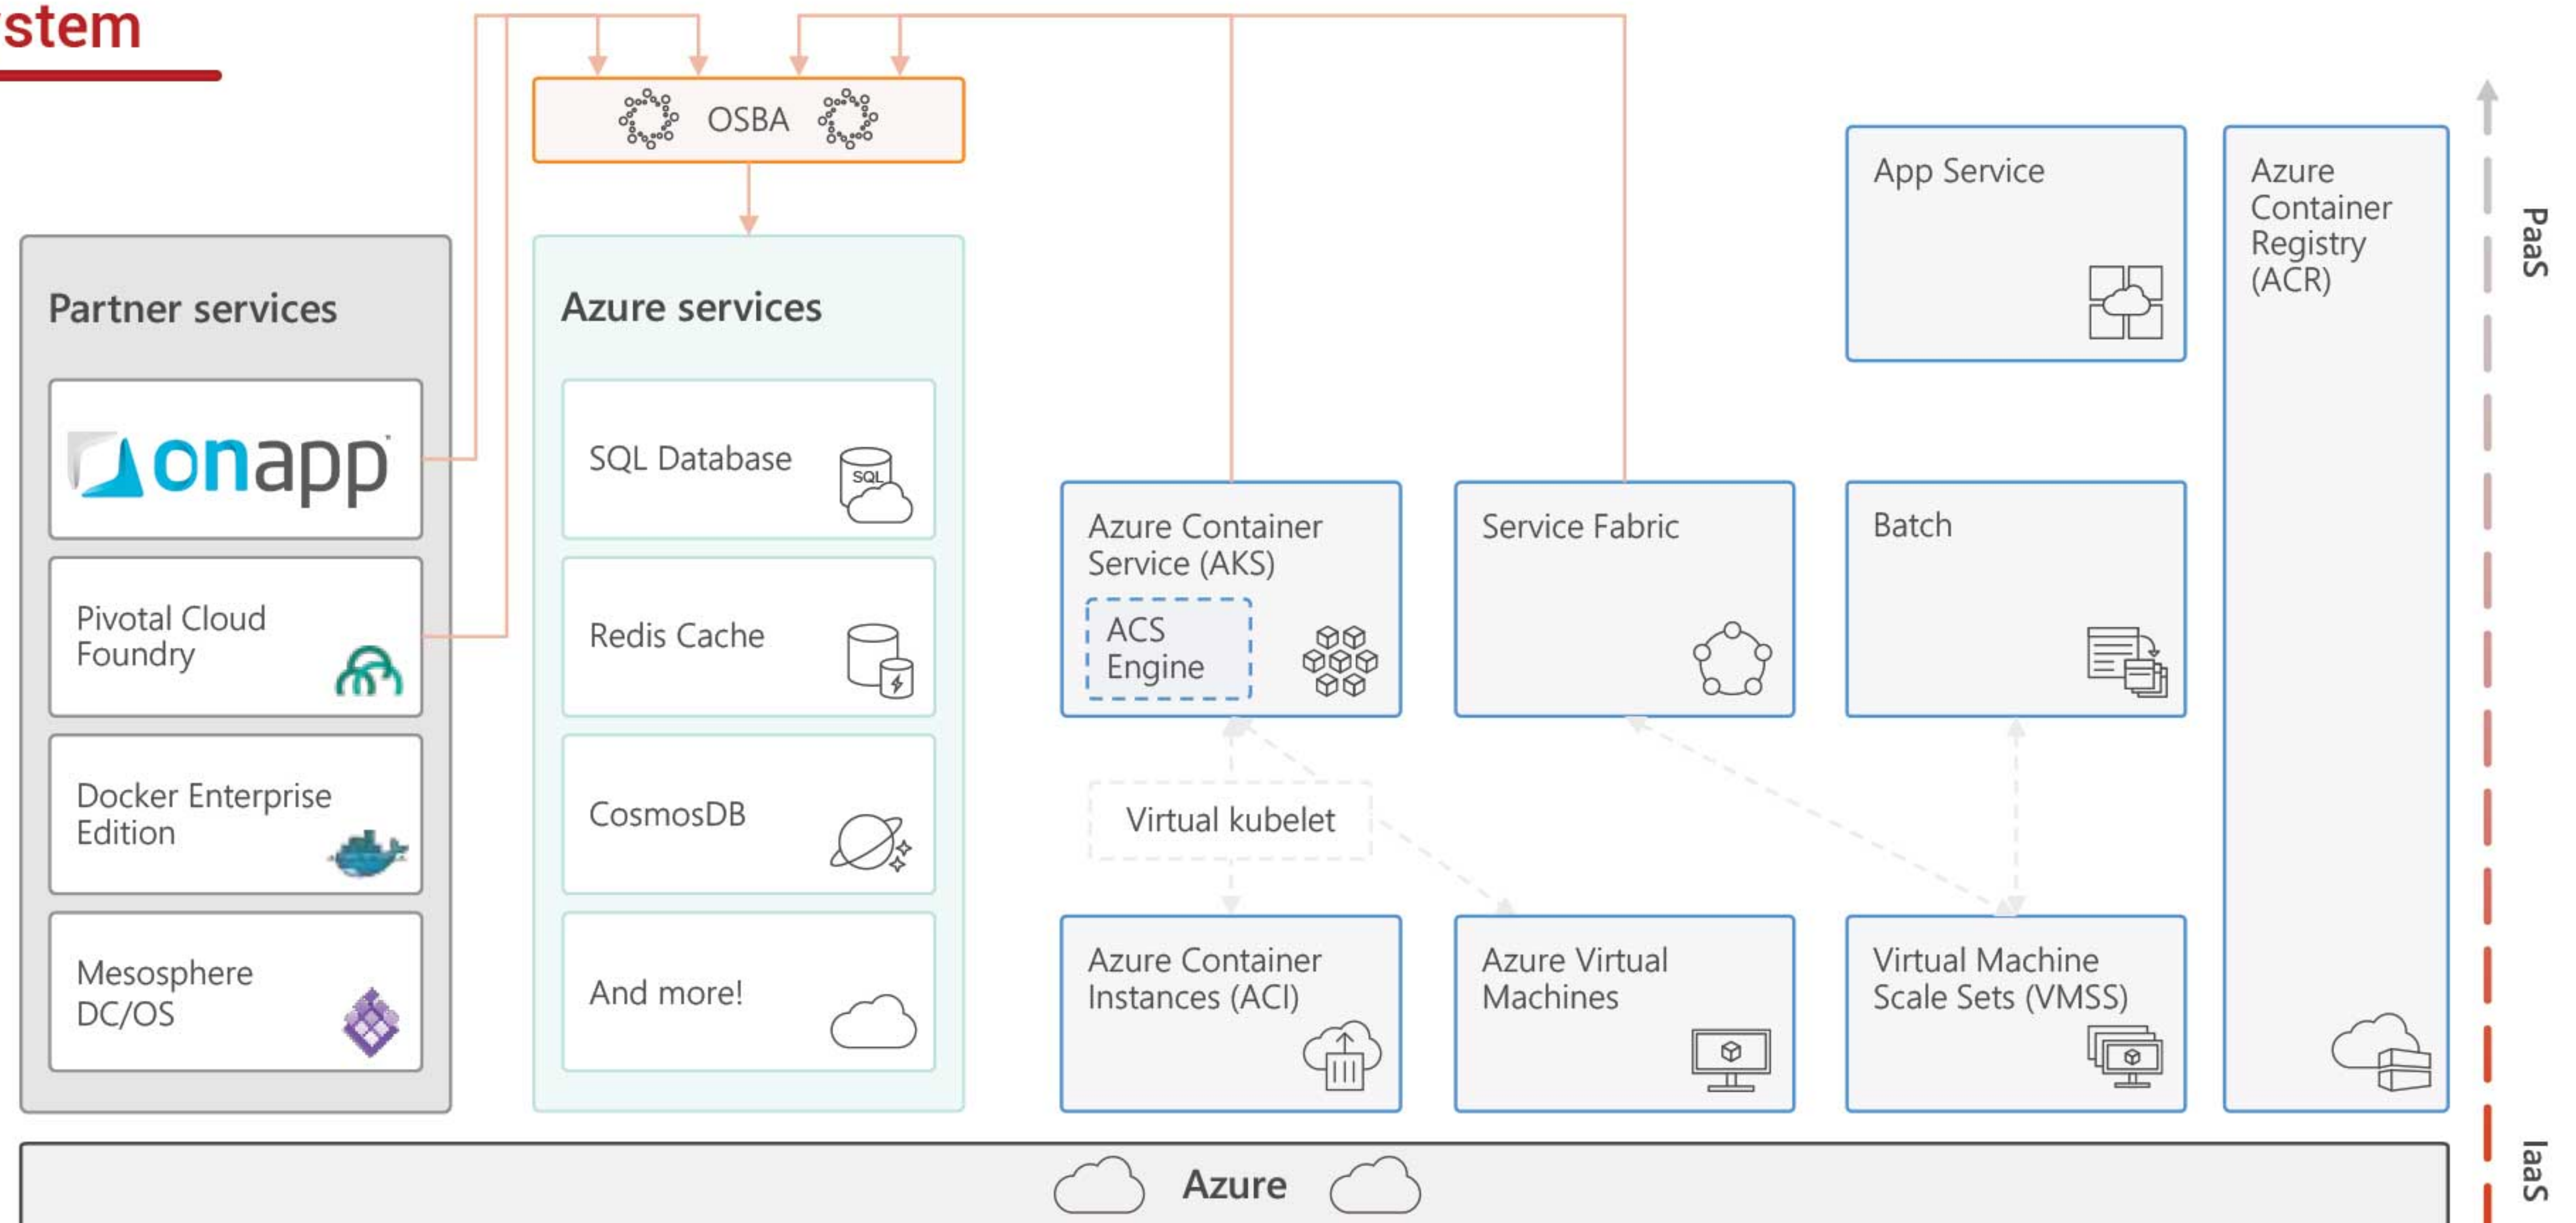 stem
OSBA
Partner services
onapp
Pivotal Cloud
Foundry
Docker Enterprise
Edition
Mesosphere
DC/OS
Azure services
SQL Database
SQL
Redis Cache
CosmosDB
And more!
Azure Container
Service (AKS)
ACS
Engine
Service Fabric
App Service
Batch
Virtual kubelet
Azure Container
Instances (ACI)
Azure Virtual
Machines
Virtual Machine
Scale Sets (VMSS)
Azure
Container
Registry
(ACR)
PaaS
IaaS
Azure